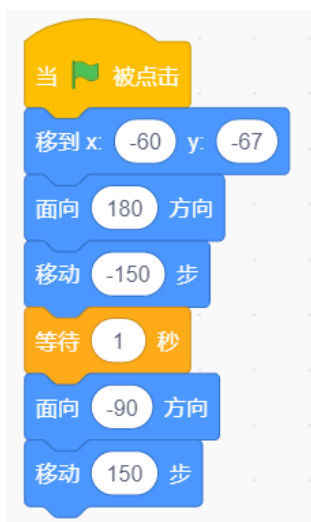 当 被点击
移到 x: -60 y: -67
面向 180 方向
移动 -150 步
等待 1 秒
面向 -90 方向
移动 150 步